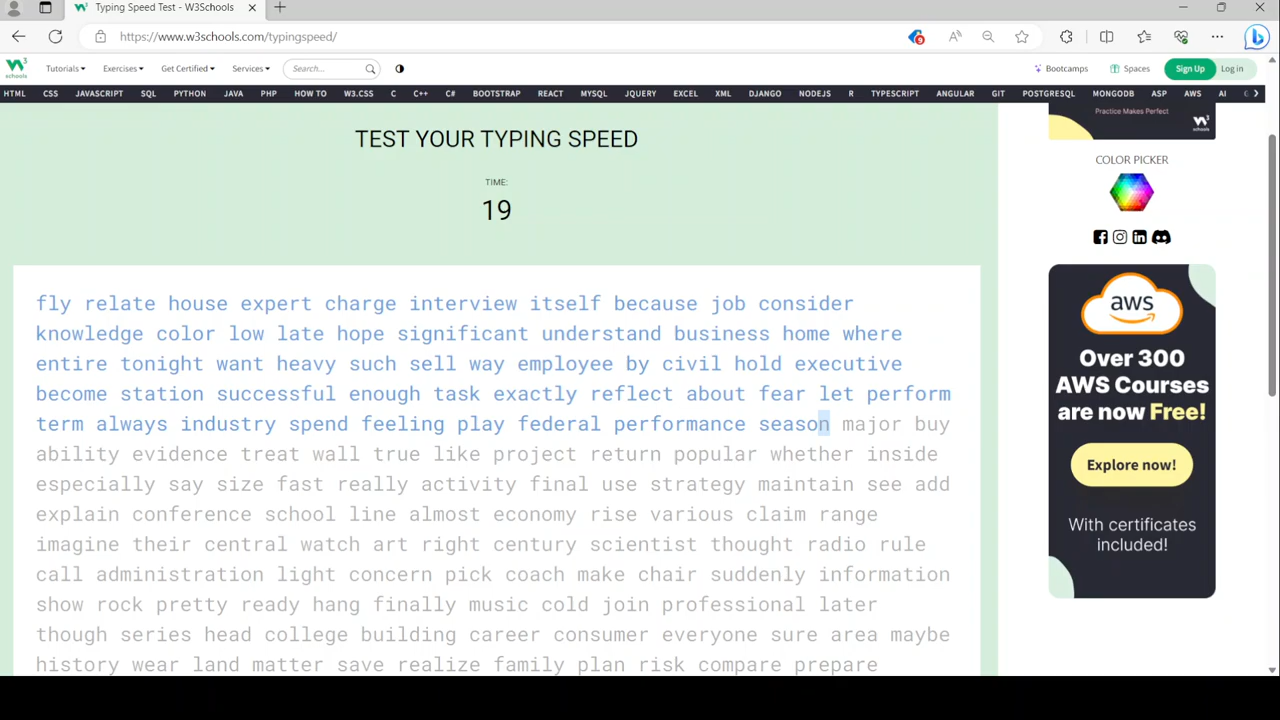 Typing Speed Test - W3Schools
https://www.w3schools.com/typingspeed/
9
W3
schools
Tutorials
Exercises
Get Certified
Services
Search...
Bootcamps
Spaces
Sign Up
Log in
HTML CSS JAVASCRIPT SQL PYTHON JAVA PHP HOW TO W3.CSS C C++ C# BOOTSTRAP REACT MYSQL JQUERY EXCEL XML DJANGO NODEJS R TYPESCRIPT ANGULAR GIT POSTGRESQL MONGODB ASP AWS AI
TEST YOUR TYPING SPEED
TIME:
19
fly relate house expert charge interview itself because job consider
knowledge color low late hope significant understand business home where
entire tonight want heavy such sell way employee by civil hold executive
become station successful enough task exactly reflect about fear let perform
term always industry spend feeling play federal performance season major buy
ability evidence treat wall true like project return popular whether inside
especially say size fast really activity final use strategy maintain see add
explain conference school line almost economy rise various claim range
imagine their central watch art right century scientist thought radio rule
call administration light concern pick coach make chair suddenly information
show rock pretty ready hang finally music cold join professional later
though series head college building career consumer everyone sure area maybe
history wear land matter save realize family plan risk compare prepare
Practice Makes Perfect
COLOR PICKER
aws
Over 300
AWS Courses
are now Free!
Explore now!
With certificates
included!